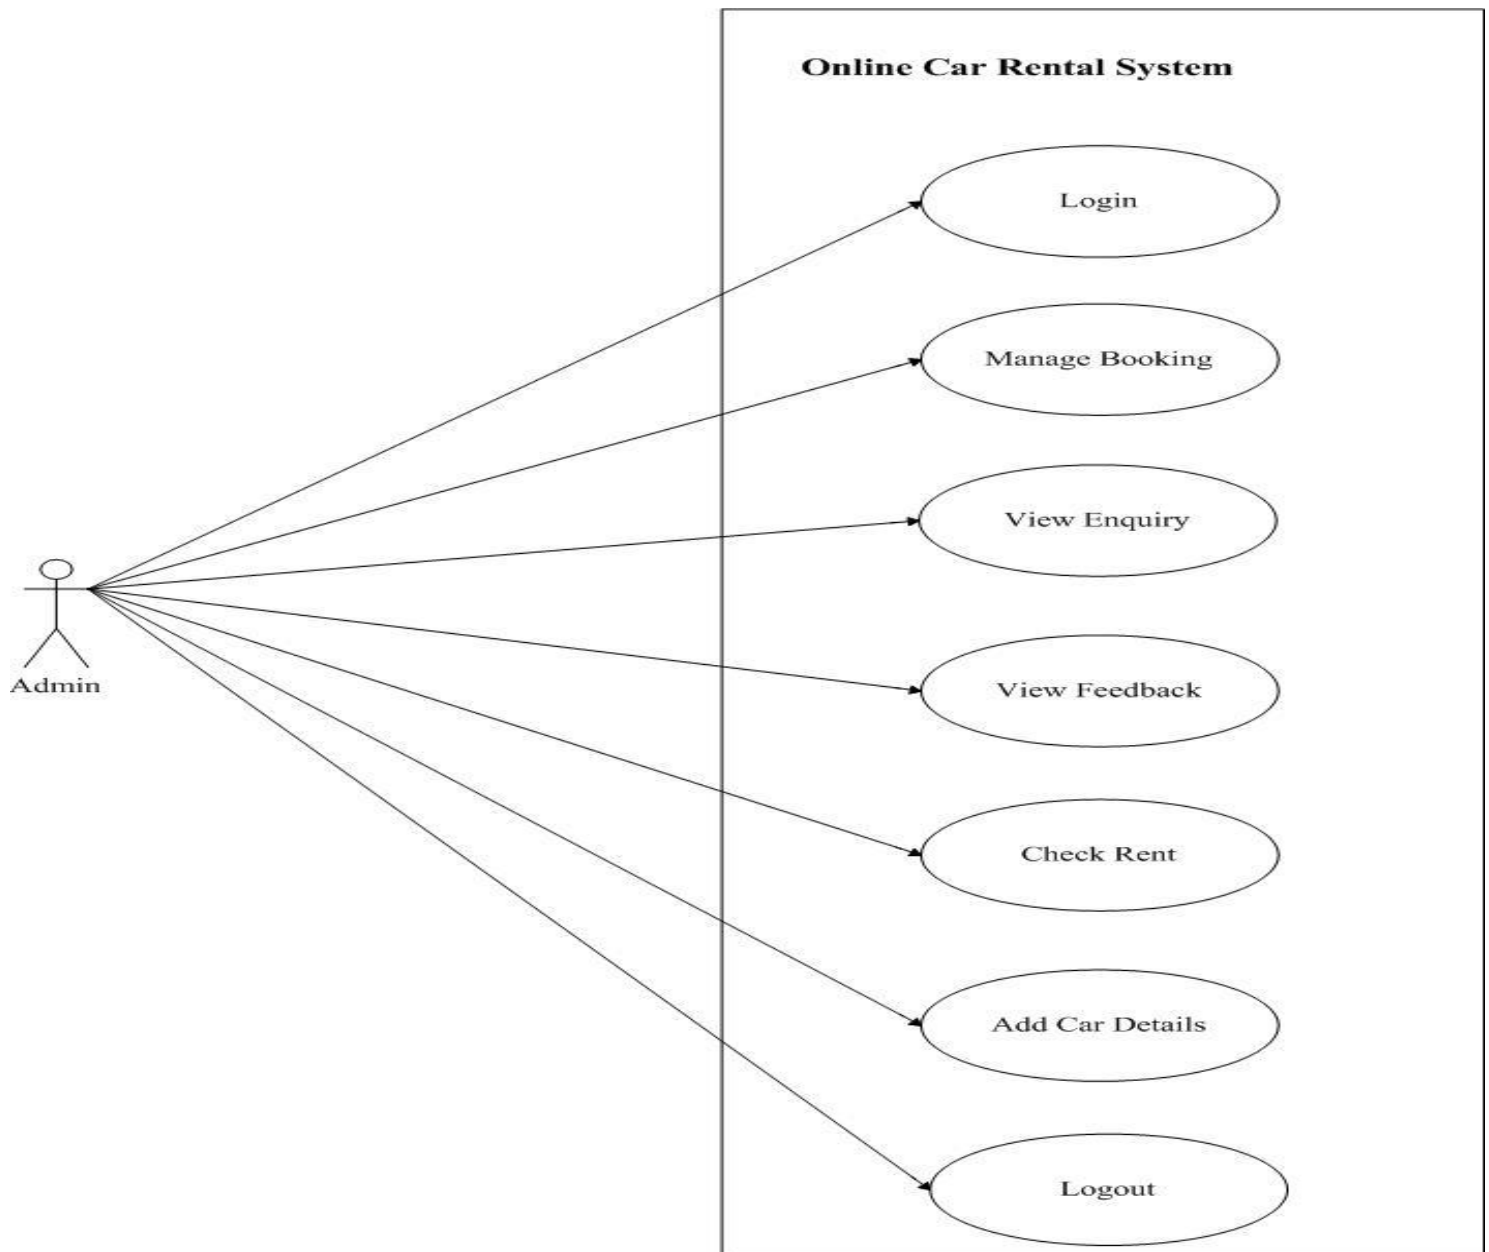 Online Car Rental System
Login
Manage Booking
View Enquiry
View Feedback
Admin
Check Rent
Add Car Details
Logout